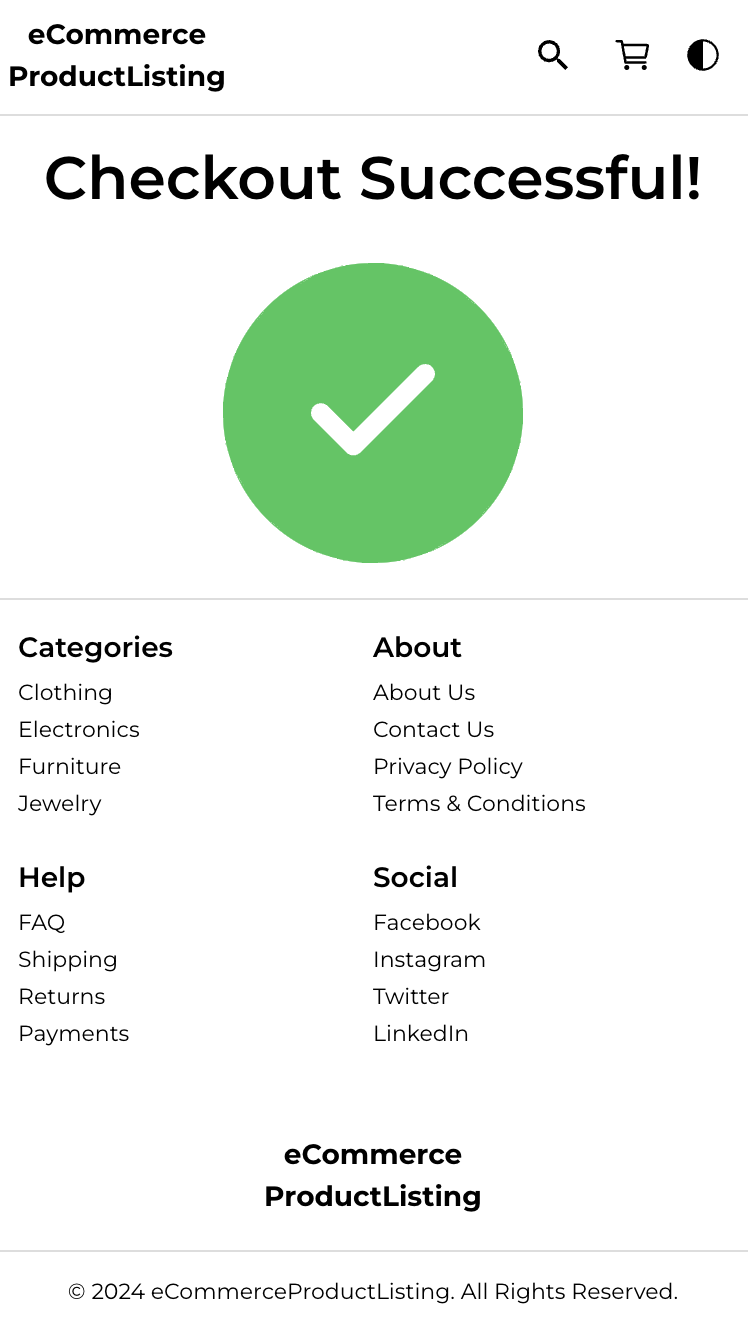 eCommerce
ProductListing
Checkout Successful!
Categories
Clothing
Electronics
Furniture
Jewelry
About
About Us
Contact Us
Privacy Policy
Terms & Conditions
Help
FAQ
Shipping
Returns
Payments
Social
Facebook
Instagram
Twitter
LinkedIn
eCommerce
ProductListing
© 2024 eCommerceProductListing. All Rights Reserved.